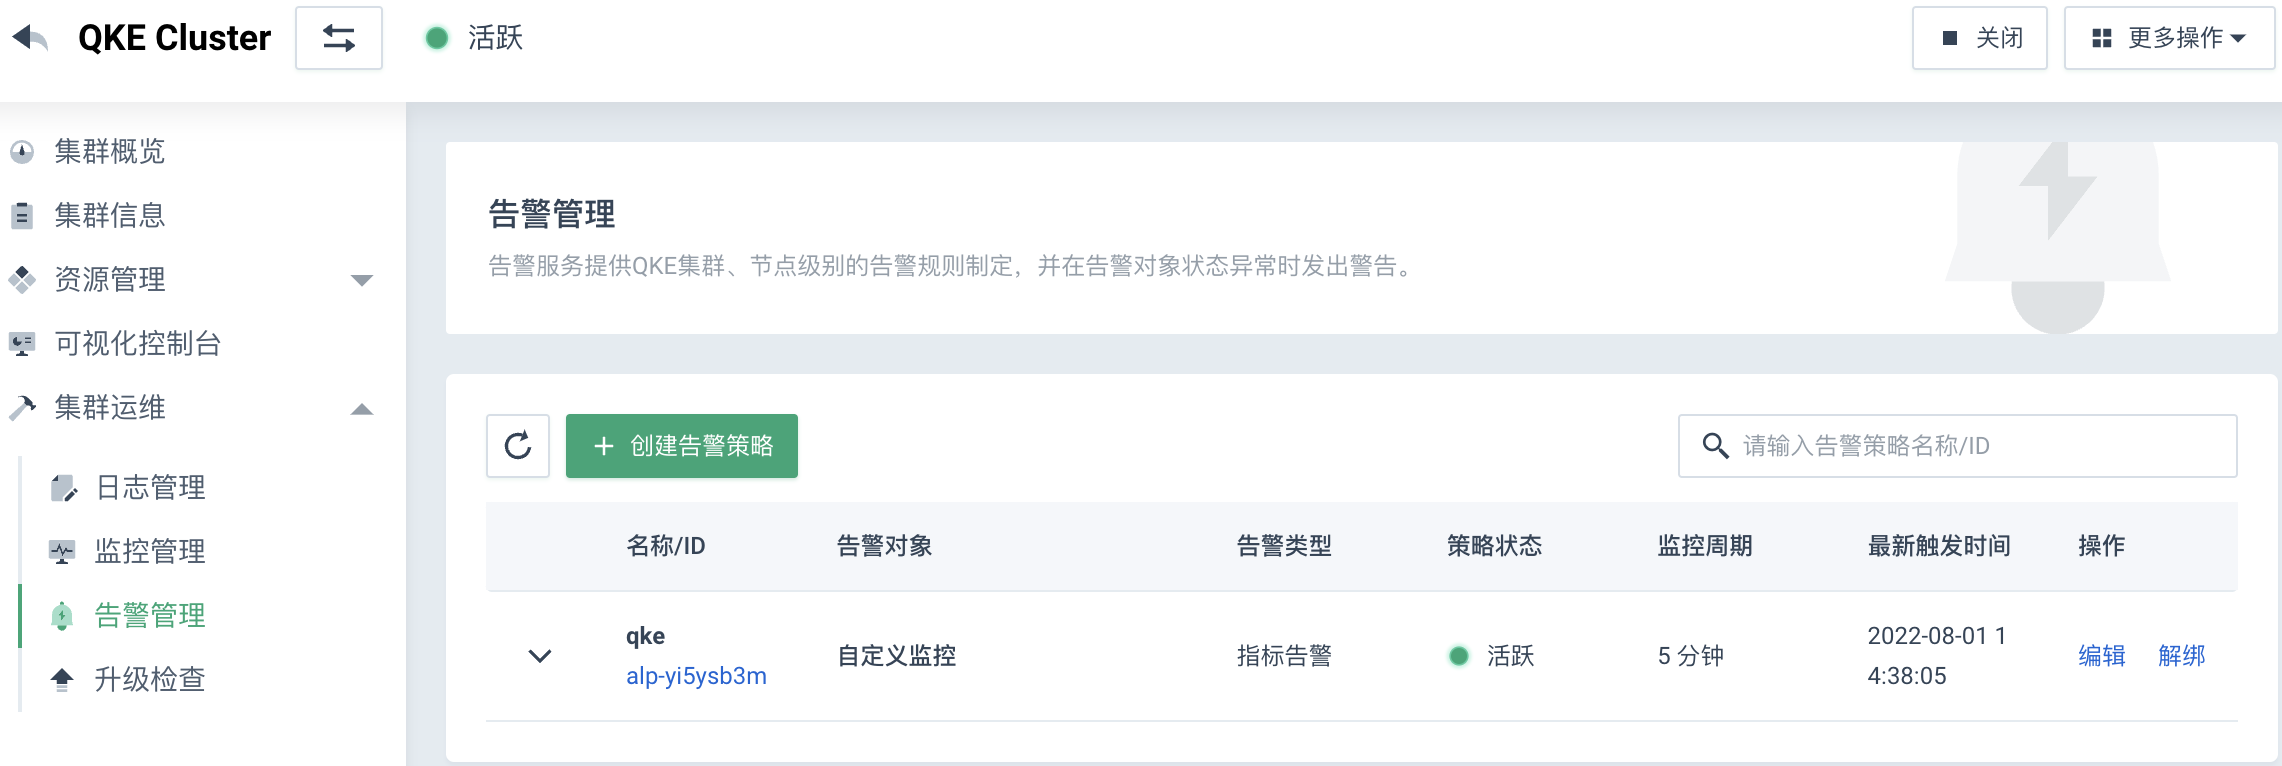 QKE Cluster
活跃
关闭
更多操作
集群概览
集群信息
资源管理
可视化控制台
集群运维
日志管理
监控管理
告警管理
升级检查
告警管理
告警服务提供QKE集群、节点级别的告警规则制定，并在告警对象状态异常时发出警告。
创建告警策略
请输入告警策略名称/ID
名称/ID 告警对象 告警类型 策略状态 监控周期 最新触发时间 操作
qke
alp-yi5ysb3m
自定义监控 指标告警 活跃 5 分钟
2022-08-01 1
4:38:05
编辑 解绑